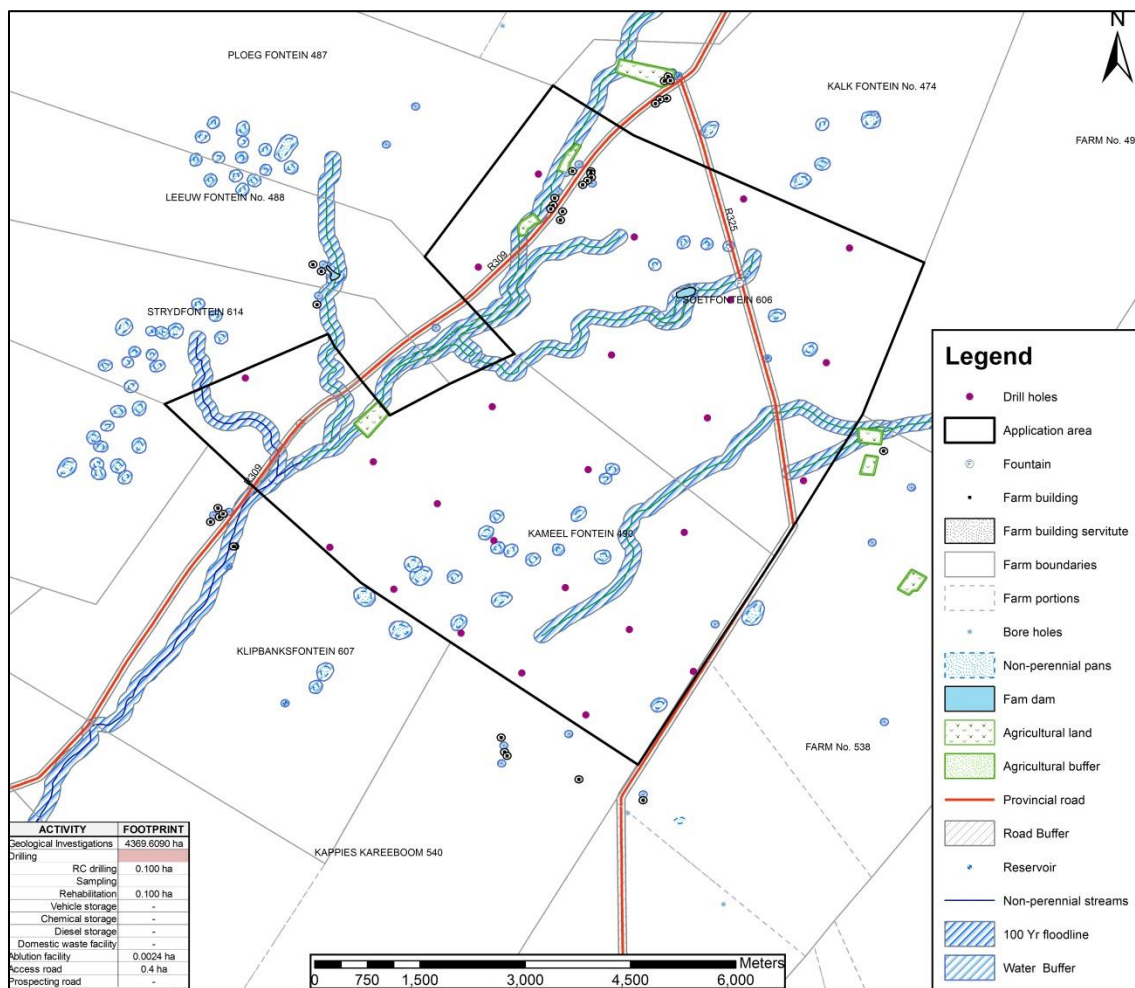 N
PLOEG FONTEIN 487
KALK FONTEIN No. 474
FARM No. 49
LEEUW FONTEIN No. 488
R325
R309
STRYDFONTEIN 614
SOETFONTEIN 606
R309
KAMEEL FONTEIN 490
KLIPBANKSFONTEIN 607
FARM No. 538
KAPPIES KAREEBOOM 540
Legend
Drill holes
Application area
F Fountain
Farm building
Farm building servitute
Farm boundaries
Farm portions
Bore holes
Non-perennial pans
Fam dam
Agricultural land
Agricultural buffer
Provincial road
Road Buffer
Reservoir
Non-perennial streams
100 Yr floodline
Water Buffer
ACTIVITY FOOTPRINT
Geological Investigations 4369.6090 ha
Drilling
RC drilling 0.100 ha
Sampling
Rehabilitation 0.100 ha
Vehicle storage -
Chemical storage -
Diesel storage -
Domestic waste facility -
Ablution facility 0.0024 ha
Access road 0.4 ha
Prospecting road -
Meters
0 750 1,500 3,000 4,500 6,000